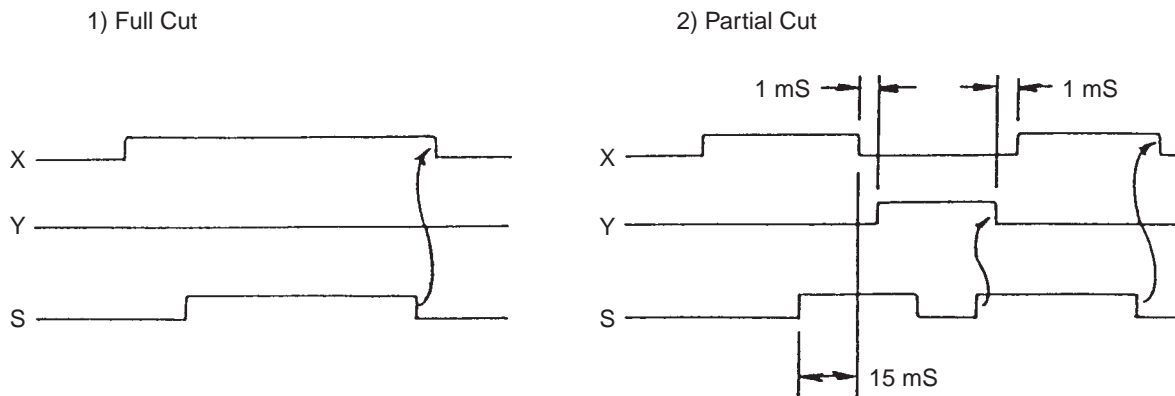 1) Full Cut
2) Partial Cut
1 mS
1 mS
X
Y
S
X
Y
S
15 mS